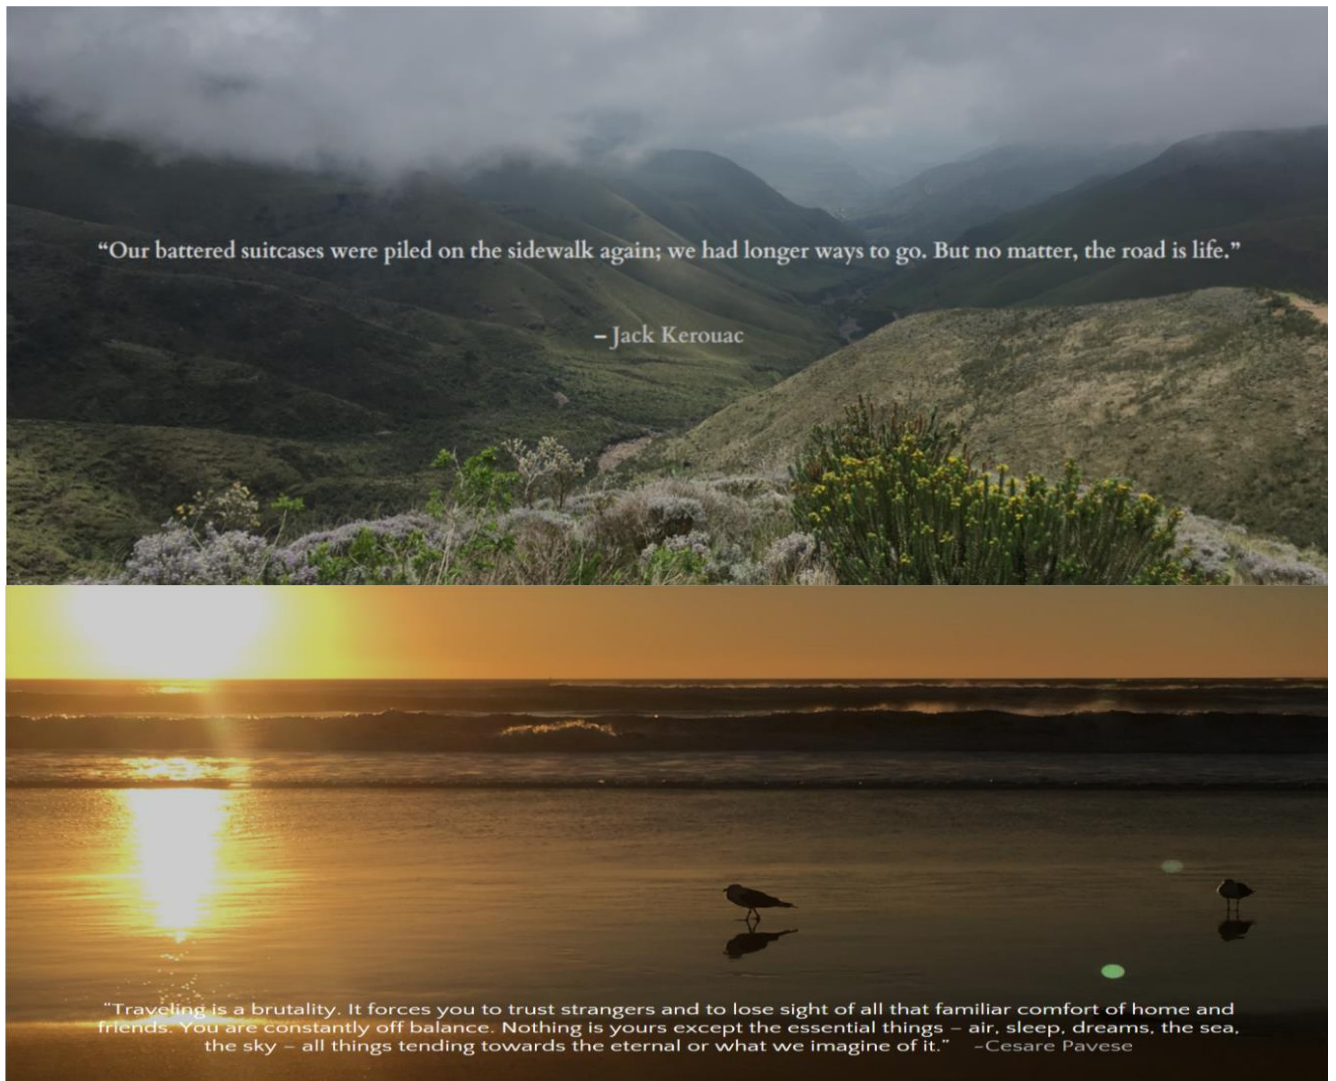 “Our battered suitcases were piled on the sidewalk again; we had longer ways to go. But no matter, the road is life.”
– Jack Kerouac
“Traveling is a brutality. It forces you to trust strangers and to lose sight of all that familiar comfort of home and
friends. You are constantly off balance. Nothing is yours except the essential things – air, sleep, dreams, the sea,
the sky – all things tending towards the eternal or what we imagine of it.” -Cesare Pavese